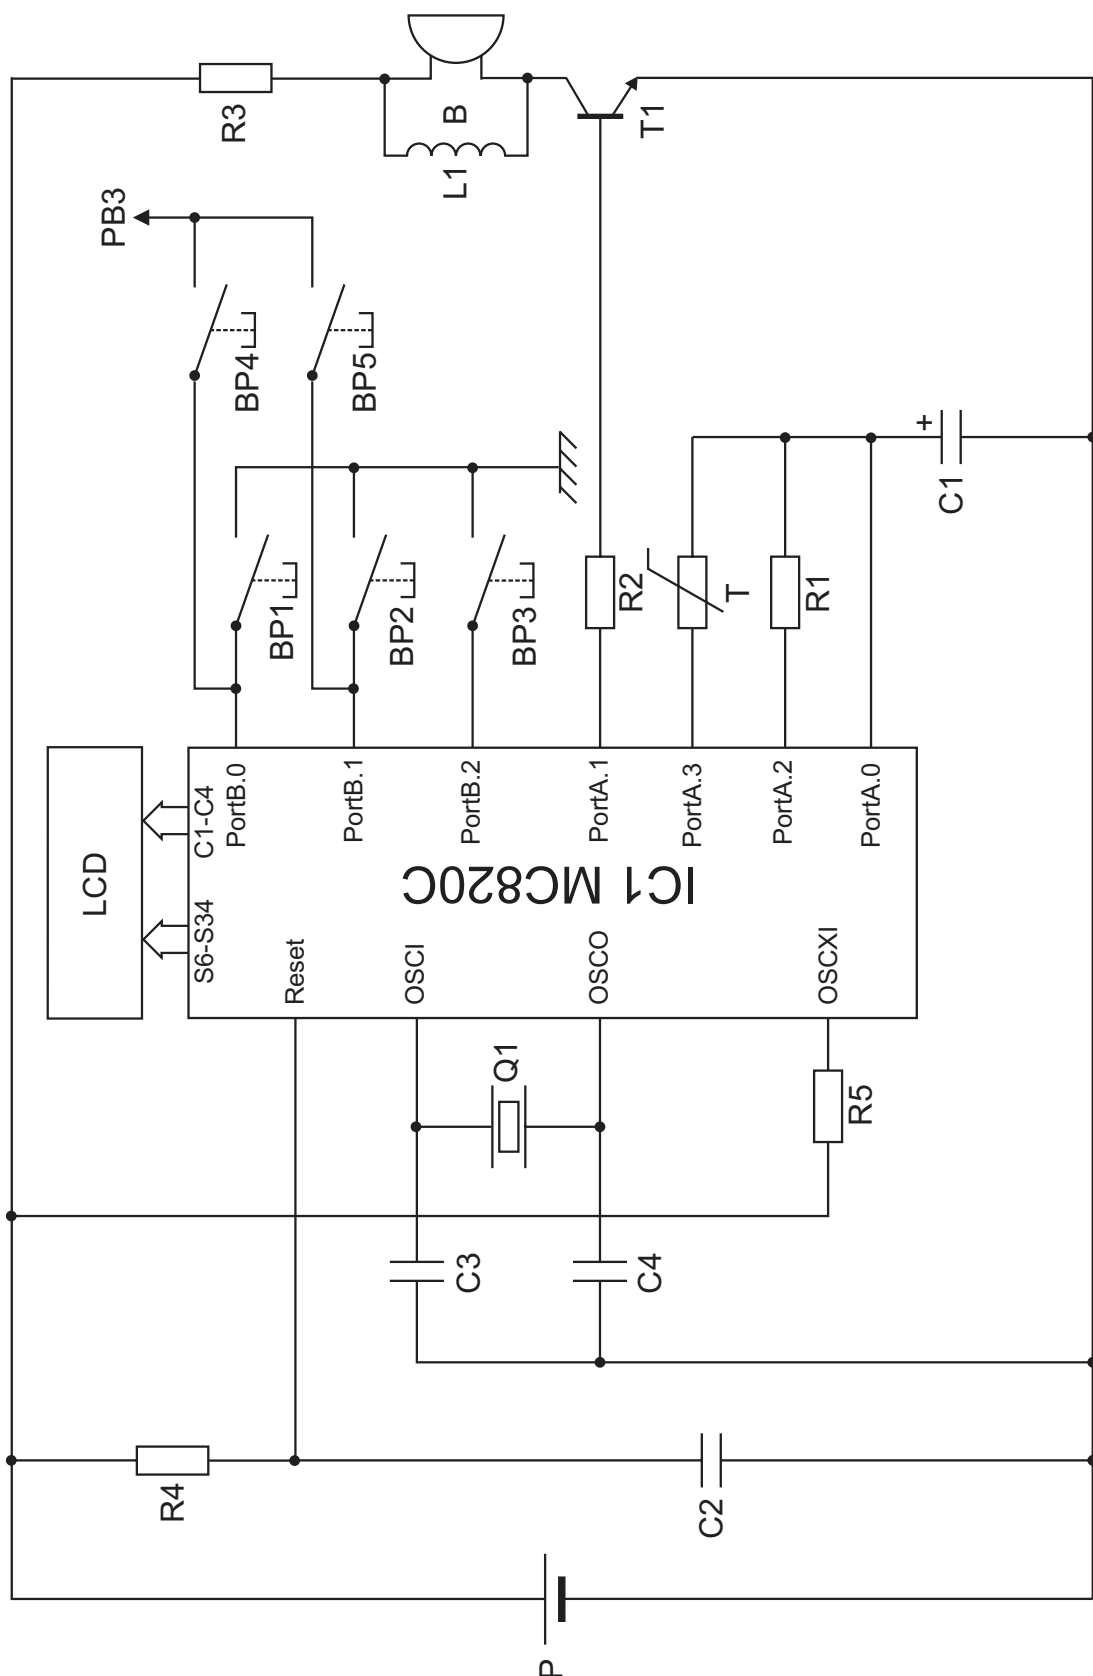 LCD
S6-S34
C1-C4
PortB.0
PortB.1
PortB.2
PortA.1
PortA.3
PortA.2
PortA.0
Reset
OSCI
OSCO
OSCXI
IC1 MC820C
PB3
BP4
BP5
BP1
BP2
BP3
R3
B
L1
T1
R2
T
R1
+
C1
Q1
R5
C3
C4
R4
C2
P